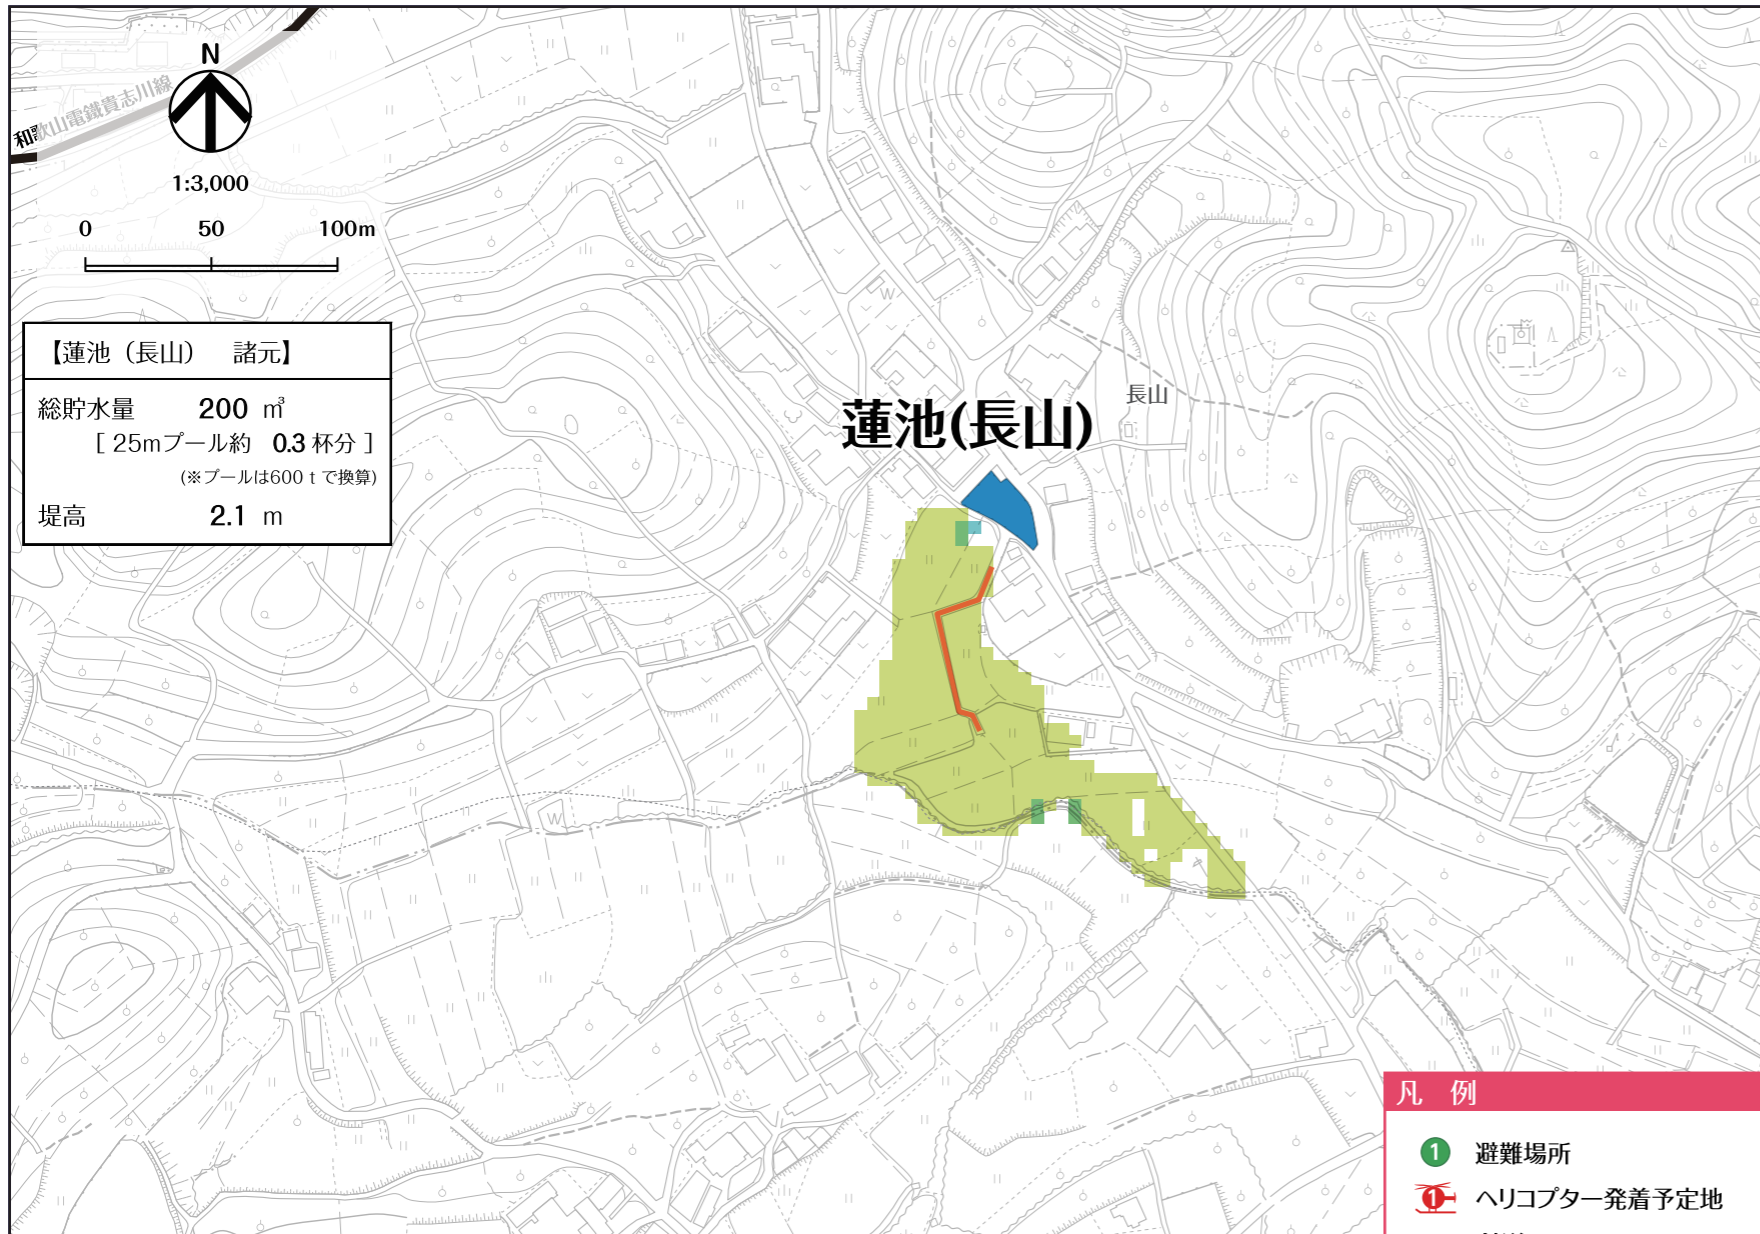 N
和歌山電鐵貴志川線
1:3,000
0 50 100m
【蓮池（長山）　諸元】
総貯水量 200 ㎥
[ 25mプール約 0.3 杯分 ]
(※プールは600 t で換算)
堤高 2.1 m
蓮池(長山)
長山
W
W
凡 例
1 避難場所
1 ヘリコプター発着予定地